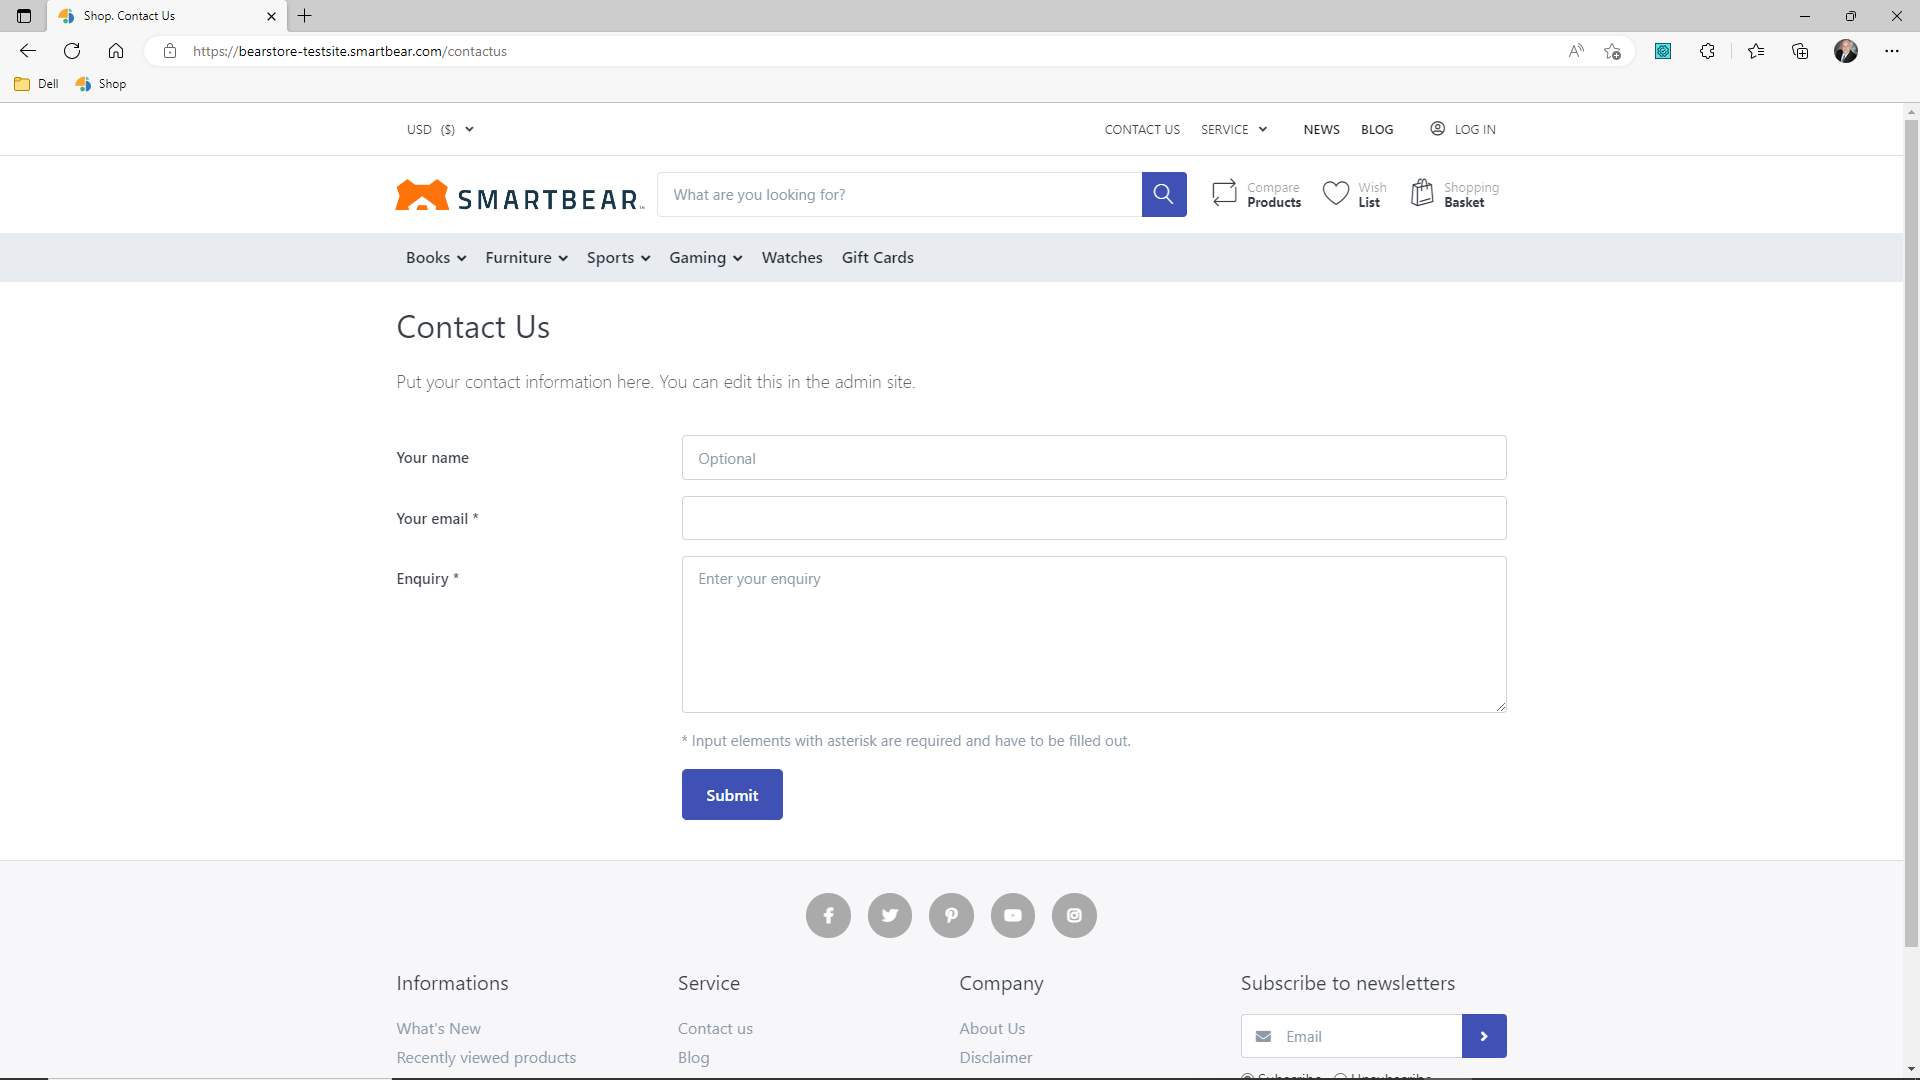 Shop. Contact Us
https://bearstore-testsite.smartbear.com/contactus
Dell
Shop
USD ($)
CONTACT US
SERVICE
NEWS
BLOG
LOG IN
SMARTBEAR
What are you looking for?
Compare
Products
Wish
List
Shopping
Basket
Books
Furniture
Sports
Gaming
Watches
Gift Cards
Contact Us
Put your contact information here. You can edit this in the admin site.
Your name
Optional
Your email *
Enquiry *
Enter your enquiry
* Input elements with asterisk are required and have to be filled out.
Submit
Informations
Service
Company
Subscribe to newsletters
What's New
Contact us
About Us
Email
Recently viewed products
Blog
Disclaimer
Subscribe
Unsubscribe